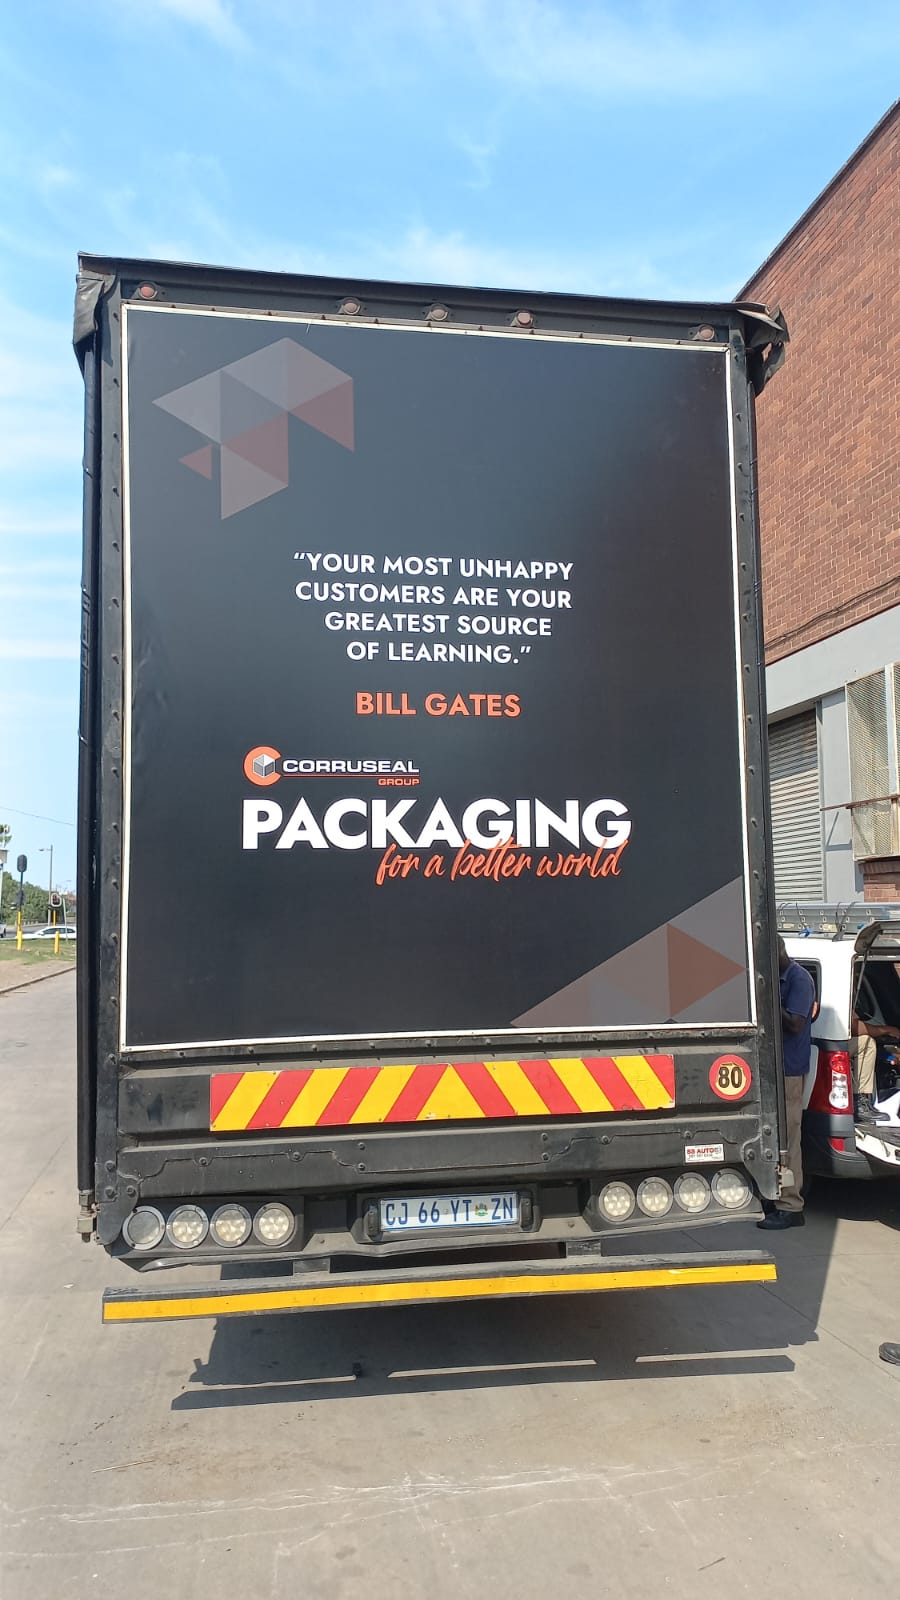 “YOUR MOST UNHAPPY
CUSTOMERS ARE YOUR
GREATEST SOURCE
OF LEARNING.”
BILL GATES
CORRUSEAL
GROUP
PACKAGING
for a better world
80
CJ 66 YT ZN